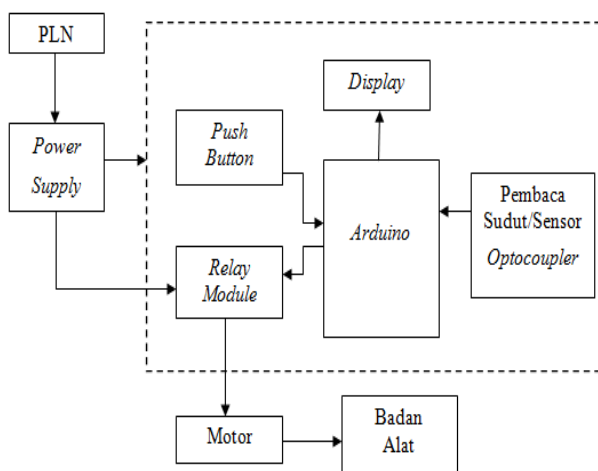 PLN
Display
Power
Supply
Push
Button
Arduino
Pembaca
Sudut/Sensor
Optocoupler
Relay
Module
Motor
Badan
Alat